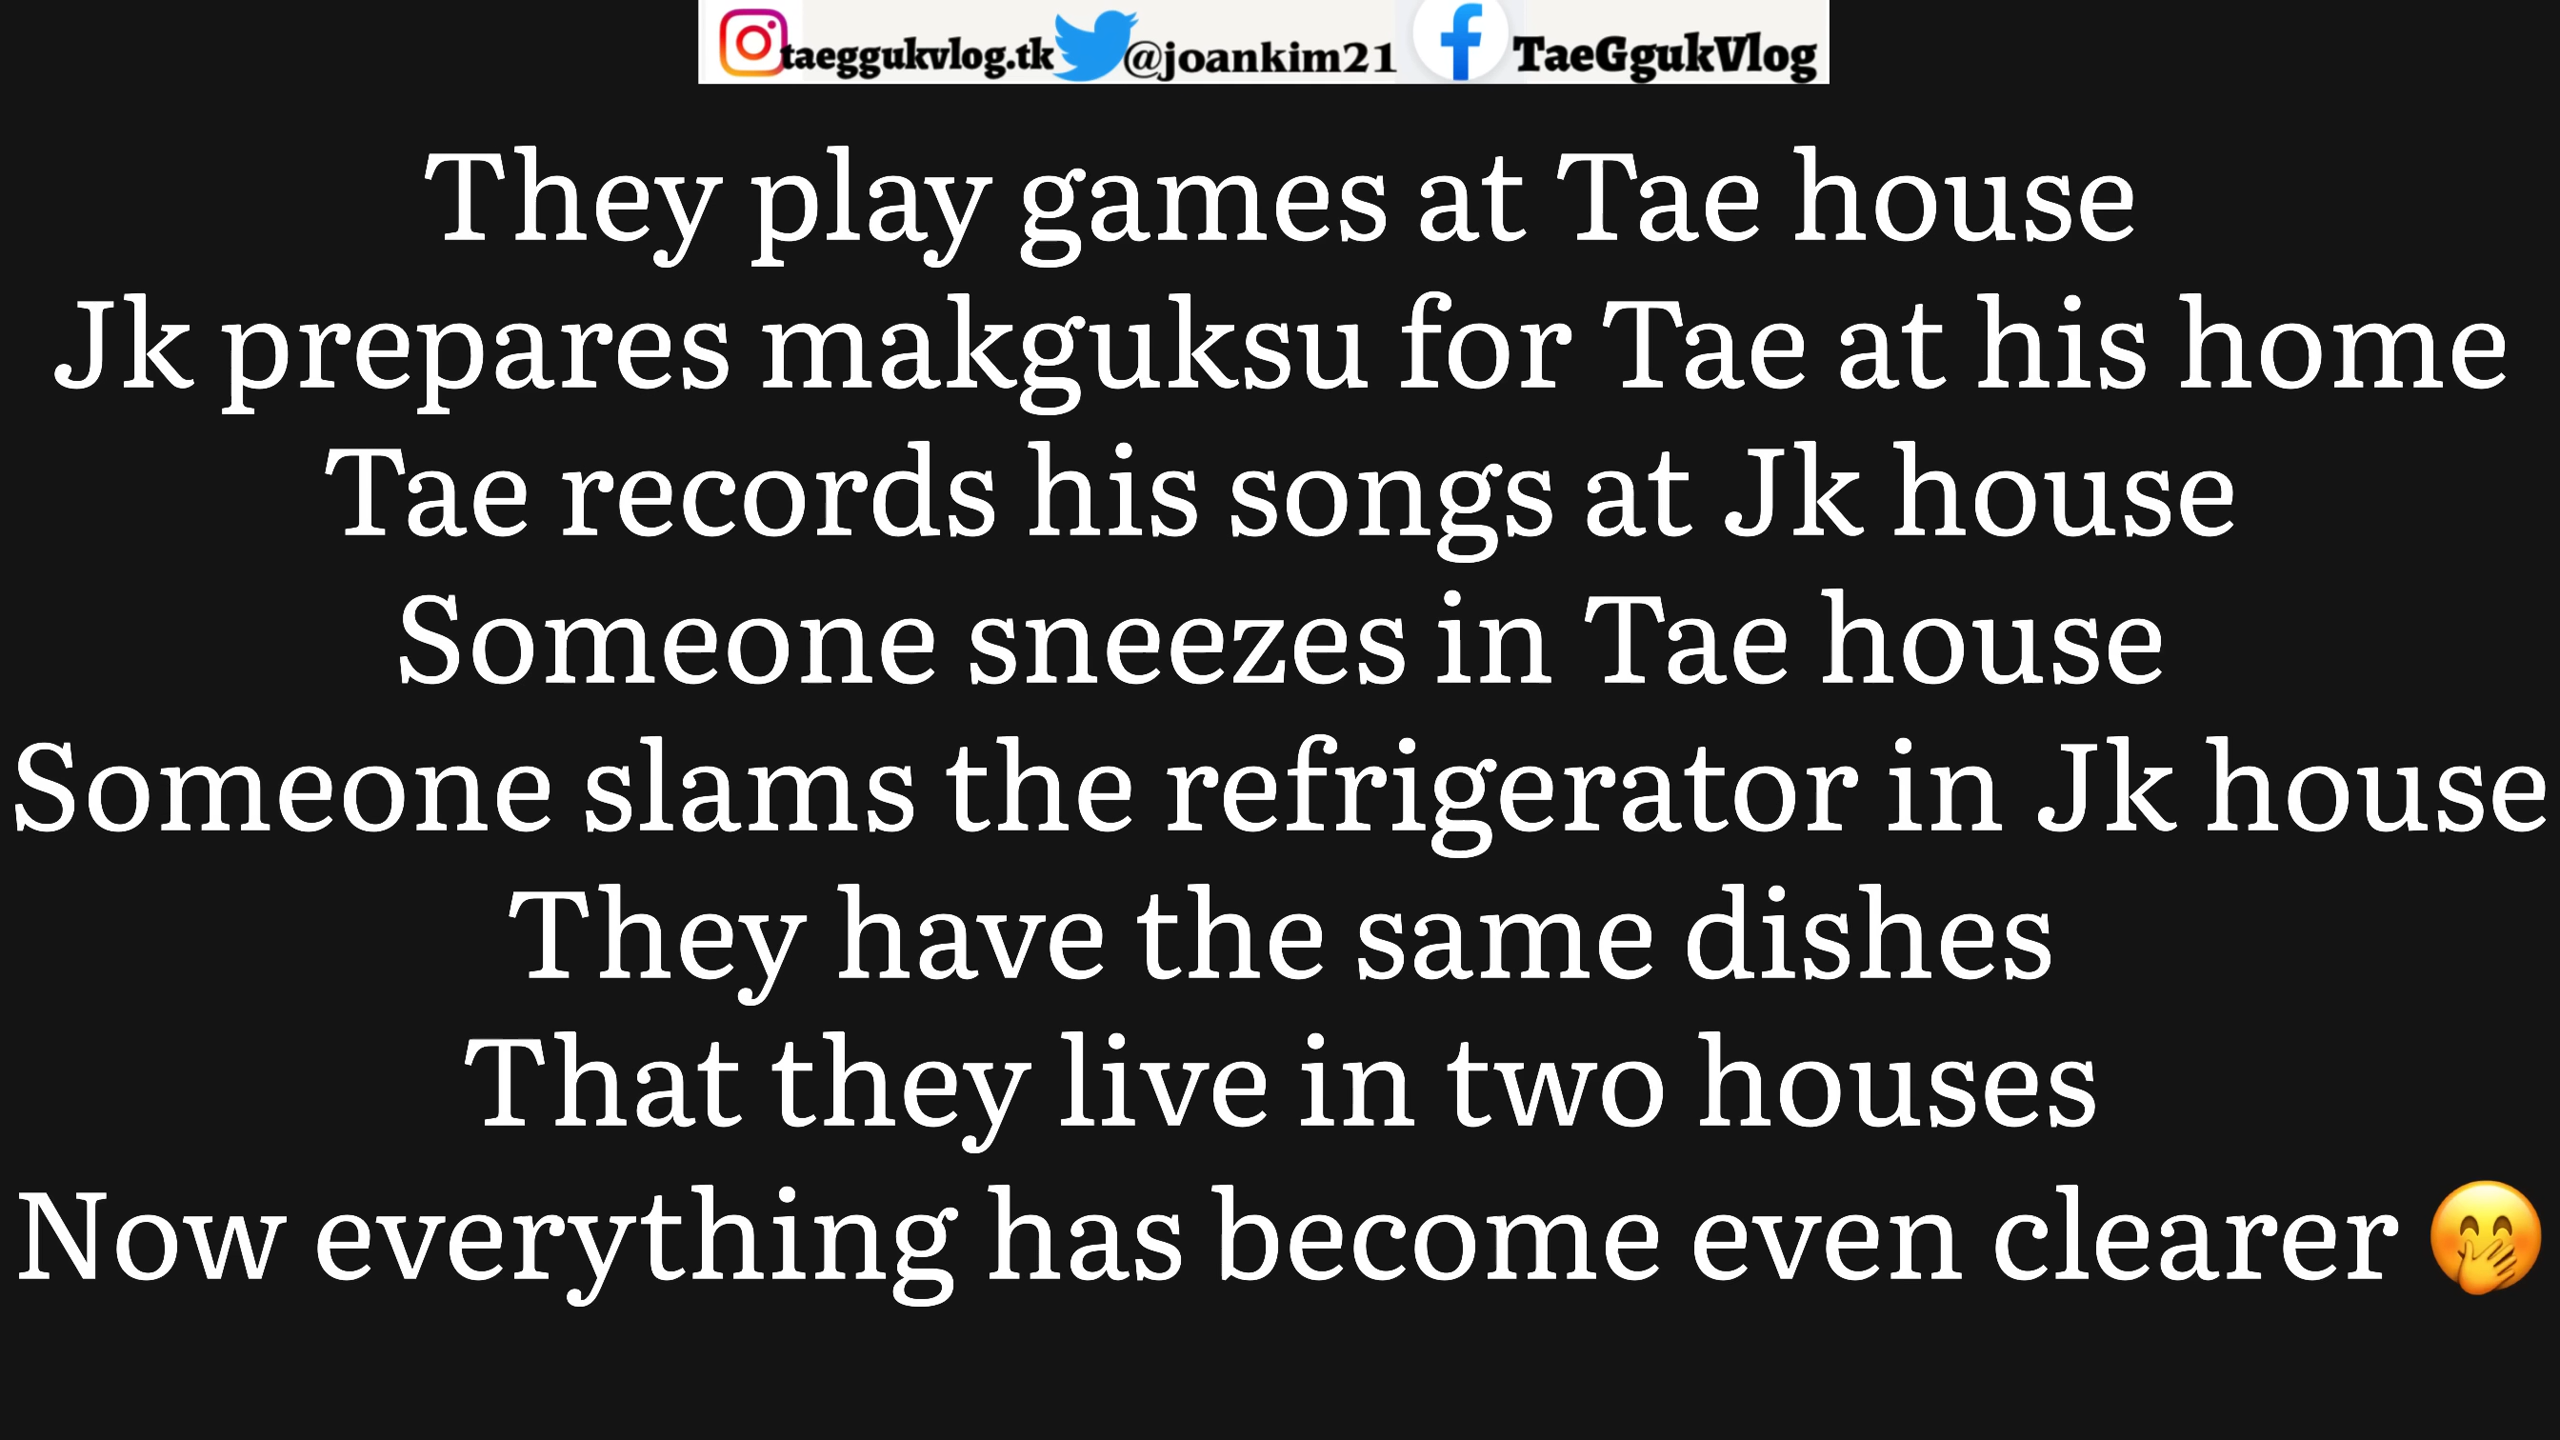 taeggukvlog.tk @joankim21 TaeGgukVlog
They play games at Tae house
Jk prepares makguksu for Tae at his home
Tae records his songs at Jk house
Someone sneezes in Tae house
Someone slams the refrigerator in Jk house
They have the same dishes
That they live in two houses
Now everything has become even clearer 🤭